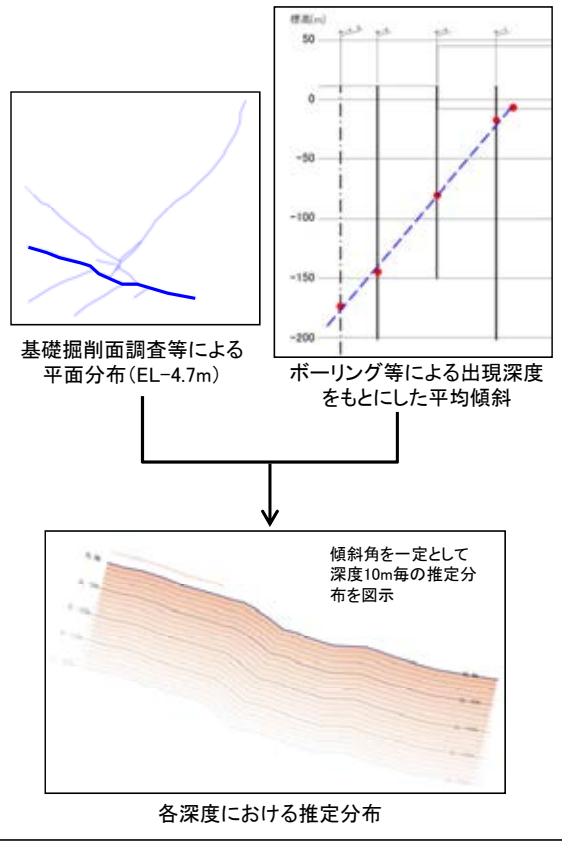 標高(m)
50
0
-50
-100
-150
-200
基礎掘削面調査等による
平面分布(EL-4.7m)
ボーリング等による出現深度
をもとにした平均傾斜
傾斜角を一定として
深度10m毎の推定分
布を図示
各深度における推定分布